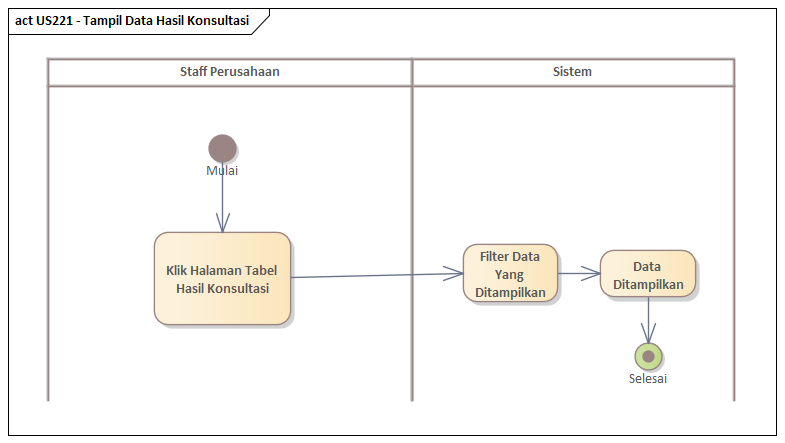 act US221 - Tampil Data Hasil Konsultasi
Staff Perusahaan
Sistem
Mulai
Klik Halaman Tabel
Hasil Konsultasi
Filter Data
Yang
Ditampilkan
Data
Ditampilkan
Selesai